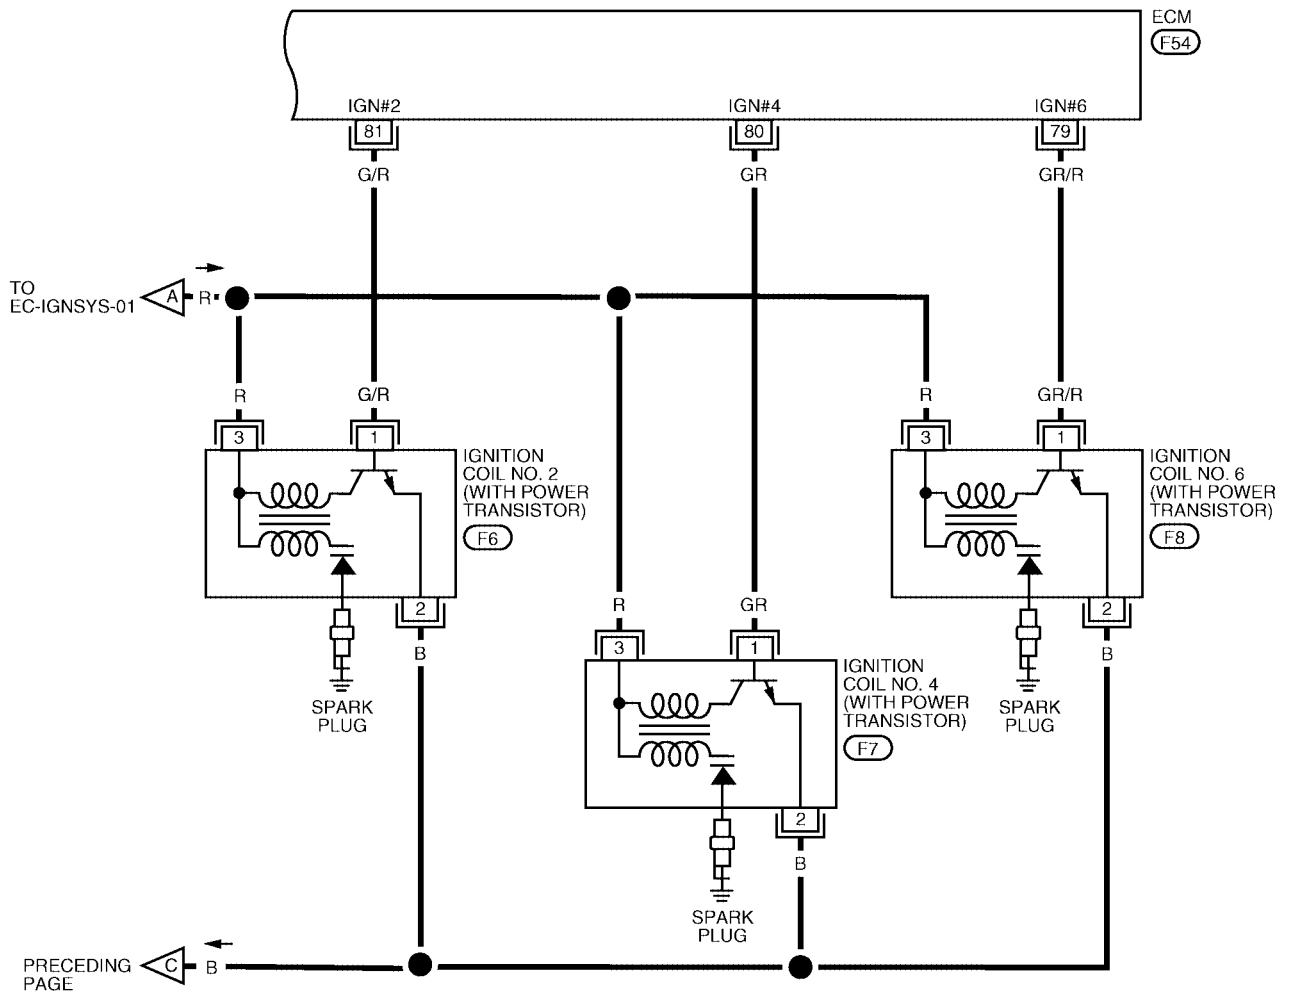 ECM
F54
IGN#2
IGN#4
IGN#6
81
80
79
G/R
GR
GR/R
TO
EC-IGNSYS-01
A
R
R
G/R
R
GR/R
3
1
3
1
IGNITION
COIL NO. 2
(WITH POWER
TRANSISTOR)
F6
IGNITION
COIL NO. 6
(WITH POWER
TRANSISTOR)
F8
2
2
R
GR
B
B
3
1
IGNITION
COIL NO. 4
(WITH POWER
TRANSISTOR)
F7
SPARK
PLUG
SPARK
PLUG
2
B
SPARK
PLUG
PRECEDING
PAGE
C
B